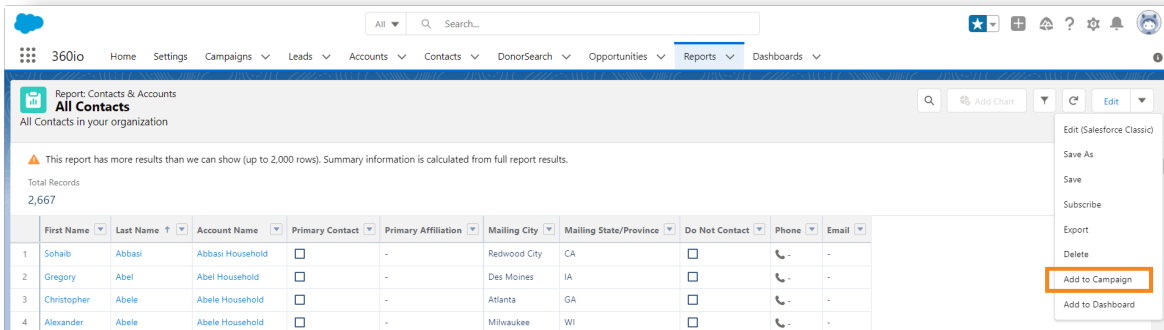 All Search...
360io Home Settings Campaigns Leads Accounts Contacts DonorSearch Opportunities Reports Dashboards
Report: Contacts & Accounts
All Contacts
All Contacts in your organization
Add Chart Edit
This report has more results than we can show (up to 2,000 rows). Summary information is calculated from full report results.
Total Records
2,667
First Name Last Name ↑ Account Name Primary Contact Primary Affiliation Mailing City Mailing State/Province Do Not Contact Phone Email
1 Sohaib Abbasi Abbasi Household - Redwood City CA - -
2 Gregory Abel Abel Household - Des Moines IA - -
3 Christopher Abele Abele Household - Atlanta GA - -
4 Alexander Abele Abele Household - Milwaukee WI - -
Edit (Salesforce Classic)
Save As
Save
Subscribe
Export
Delete
Add to Campaign
Add to Dashboard